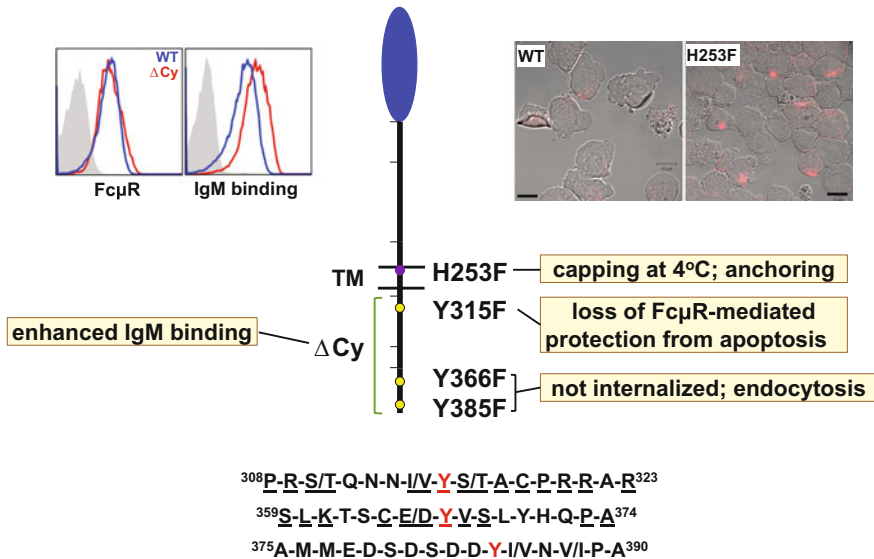 WT
ΔCy
FcμR
IgM binding
WT
H253F
TM
H253F
capping at 4ºC; anchoring
Y315F
loss of FcμR-mediated
protection from apoptosis
enhanced IgM binding
ΔCy
Y366F
Y385F
not internalized; endocytosis
³⁰⁸P-R-S/T-Q-N-N-I/V-Y-S/T-A-C-P-R-R-A-R³²³
³⁵⁹S-L-K-T-S-C-E/D-Y-V-S-L-Y-H-Q-P-A³⁷⁴
³⁷⁵A-M-M-E-D-S-D-S-D-D-Y-I/V-N-V/I-P-A³⁹⁰